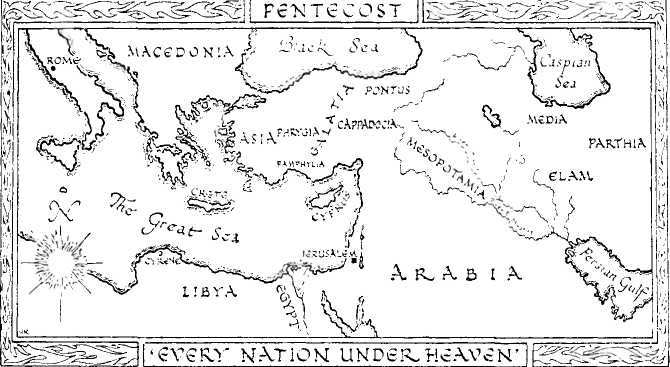 PENTECOST
Black Sea
MACEDONIA
ROME
Caspian
Sea
PONTUS
GALATIA
CAPPADOCIA
MEDIA
ASIA
PHRYGIA
PARTHIA
MESOPOTAMIA
PAMPHYLIA
ELAM
CRETE
CYPRUS
The Great Sea
N
CYRENE
JERUSALEM
Persian Gulf
ARABIA
LIBYA
EGYPT
'EVERY NATION UNDER HEAVEN'